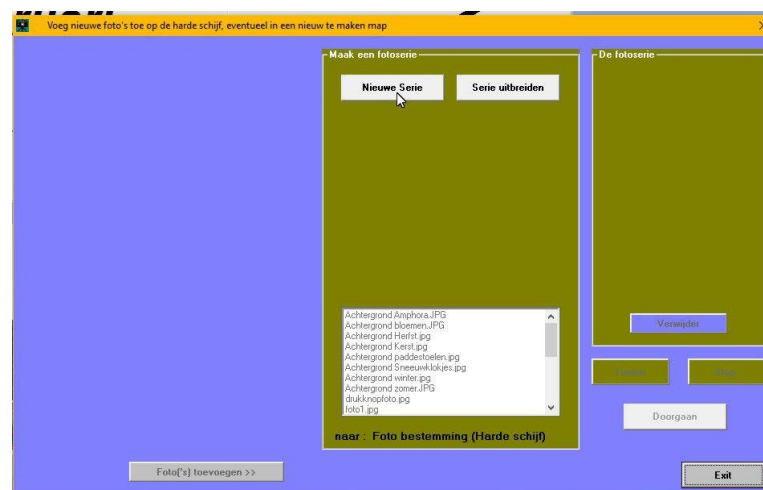 Voeg nieuwe foto's toe op de harde schijf, eventueel in een nieuw te maken map
Maak een fotoserie
De fotoserie
Nieuwe Serie
Serie uitbreiden
Achtergrond Amphora.JPG
Achtergrond bloemen.JPG
Achtergrond Herfst.jpg
Achtergrond Kerst.jpg
Achtergrond paddestoelen.jpg
Achtergrond Sneeuwklokjes.jpg
Achtergrond winter.jpg
Achtergrond zomer.JPG
drukknopfoto.jpg
foto1.jpg
Verwijder
Stop
Doorgaan
naar : Foto bestemming (Harde schijf)
Foto('s) toevoegen >>
Exit